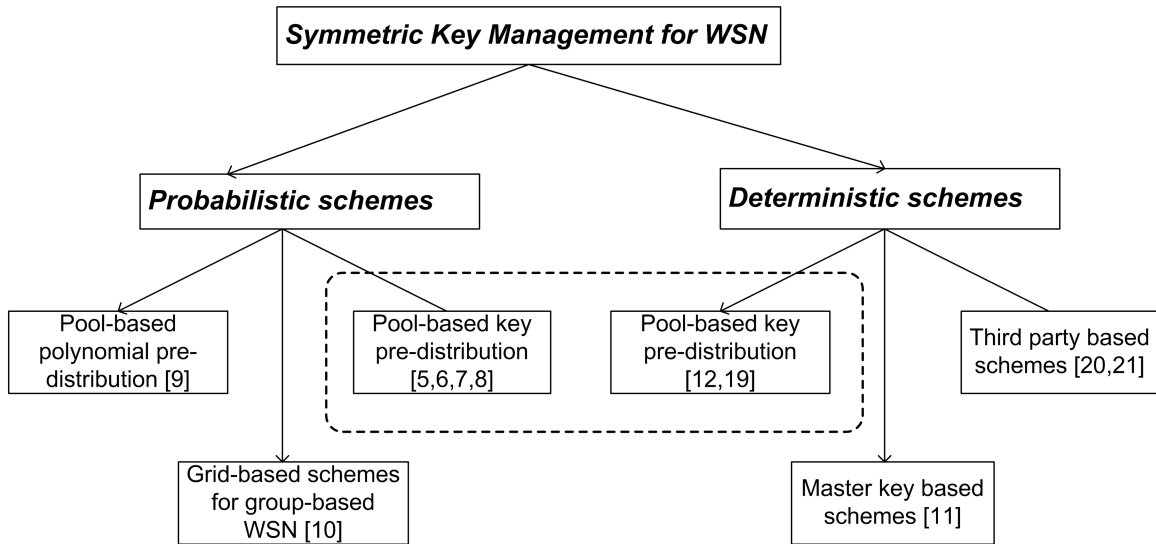 Symmetric Key Management for WSN
Probabilistic schemes
Deterministic schemes
Pool-based
polynomial pre-
distribution [9]
Pool-based key
pre-distribution
[5,6,7,8]
Pool-based key
pre-distribution
[12,19]
Third party based
schemes [20,21]
Grid-based schemes
for group-based
WSN [10]
Master key based
schemes [11]